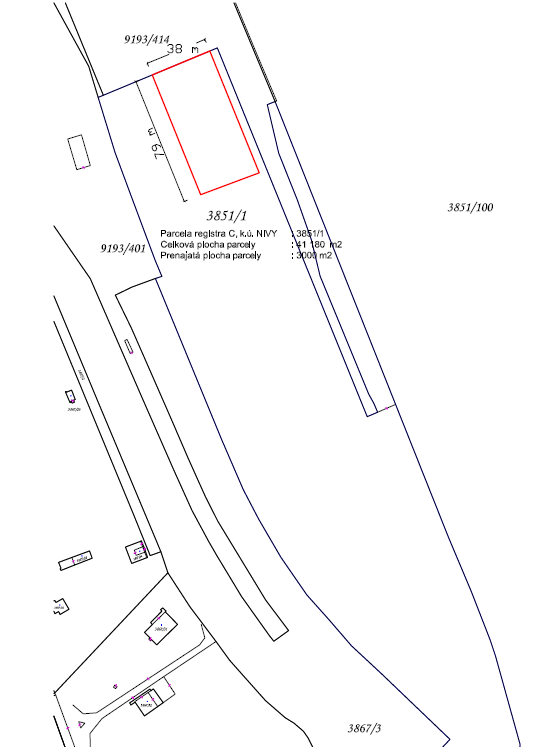 9193/414
38 m
79 m
3851/1
3851/100
Parcela registra C, k.ú. NIVY : 3851/1
Celková plocha parcely : 41 180 m2
Prenajatá plocha parcely : 3000 m2
9193/401
3867/3